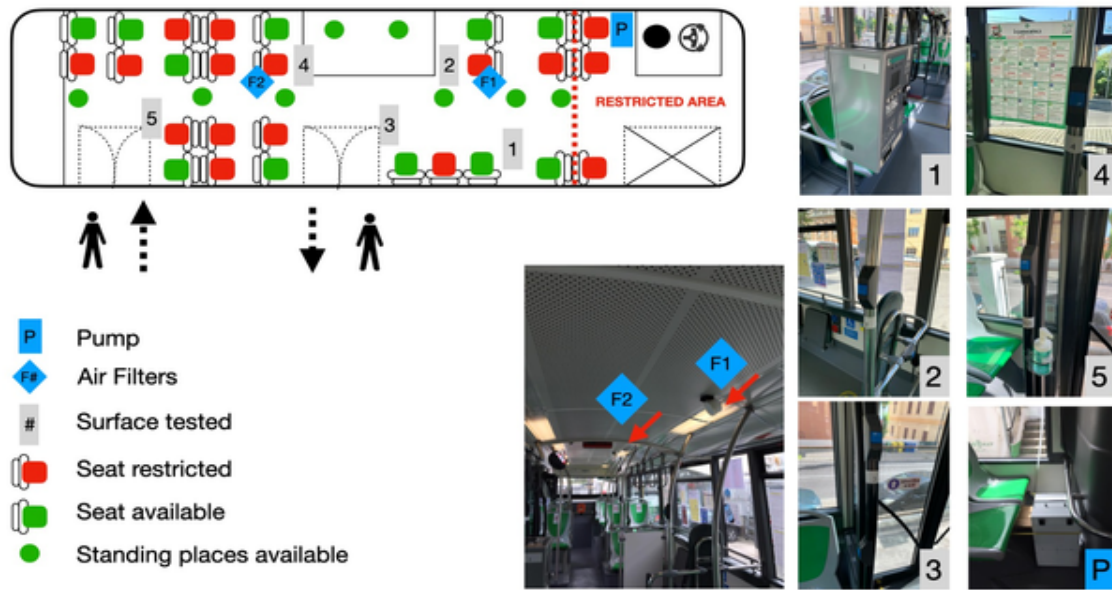 P
4
2
F2
F1
RESTRICTED AREA
5
3
1
P Pump
F# Air Filters
# Surface tested
Seat restricted
Seat available
Standing places available
F1
F2
1
4
2
5
3
P